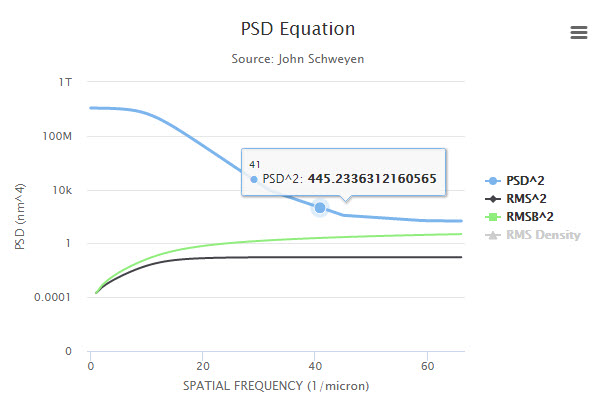 PSD Equation
Source: John Schweyen
1T
100M
10k
1
0.0001
0
PSD (nm^4)
41
PSD^2: 445.2336312160565
PSD^2
RMS^2
RMSB^2
RMS Density
0
20
40
60
SPATIAL FREQUENCY (1/micron)